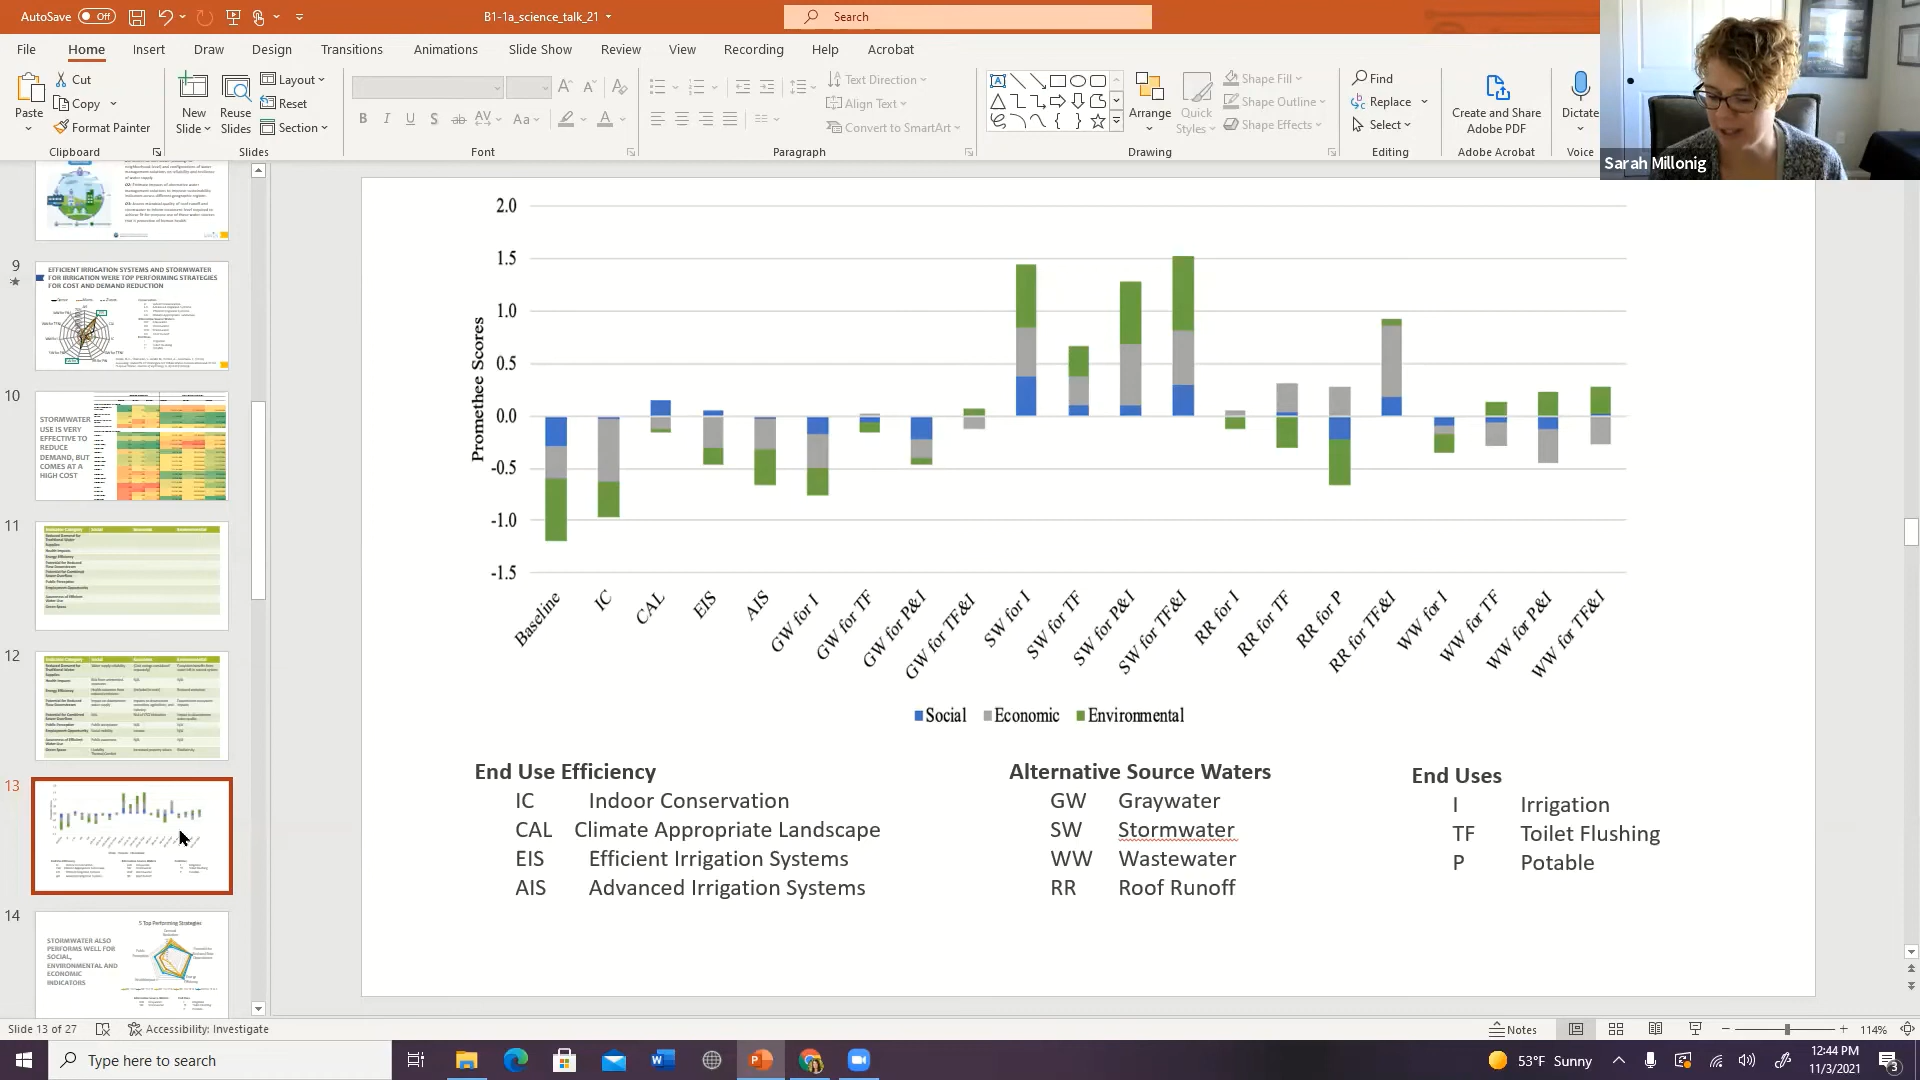 AutoSave Off
B1-1a_science_talk_21
Search
File Home Insert Draw Design Transitions Animations Slide Show Review View Recording Help Acrobat
Paste
Cut
Copy
Format Painter
Clipboard
New Slide
Reuse Slides
Layout
Reset
Section
Slides
B I U S ab AV Aa A
Font
Text Direction
Align Text
Convert to SmartArt
Paragraph
Arrange
Quick Styles
Shape Fill
Shape Outline
Shape Effects
Drawing
Find
Replace
Select
Editing
Create and Share Adobe PDF
Adobe Acrobat
Dictate
Voice
Sarah Millonig
9
EFFICIENT IRRIGATION SYSTEMS AND STORMWATER
FOR IRRIGATION WERE TOP PERFORMING STRATEGIES
FOR COST AND DEMAND REDUCTION
10
STORMWATER
USE IS VERY
EFFECTIVE TO
REDUCE
DEMAND, BUT
COMES AT A
HIGH COST
11
12
13
14
5 Top Performing Strategies
STORMWATER ALSO
PERFORMS WELL FOR
SOCIAL,
ENVIRONMENTAL AND
ECONOMIC
INDICATORS
Promethee Scores
2.0
1.5
1.0
0.5
0.0
-0.5
-1.0
-1.5
Baseline
IC
CAL
EIS
AIS
GW for I
GW for TF
GW for P&I
GW for TF&I
SW for I
SW for TF
SW for P&I
SW for TF&I
RR for I
RR for TF
RR for P
RR for TF&I
WW for I
WW for TF
WW for P&I
WW for TF&I
Social Economic Environmental
End Use Efficiency
IC Indoor Conservation
CAL Climate Appropriate Landscape
EIS Efficient Irrigation Systems
AIS Advanced Irrigation Systems
Alternative Source Waters
GW Graywater
SW Stormwater
WW Wastewater
RR Roof Runoff
End Uses
I Irrigation
TF Toilet Flushing
P Potable
Slide 13 of 27
Accessibility: Investigate
Notes
114%
Type here to search
53°F Sunny
12:44 PM
11/3/2021
3